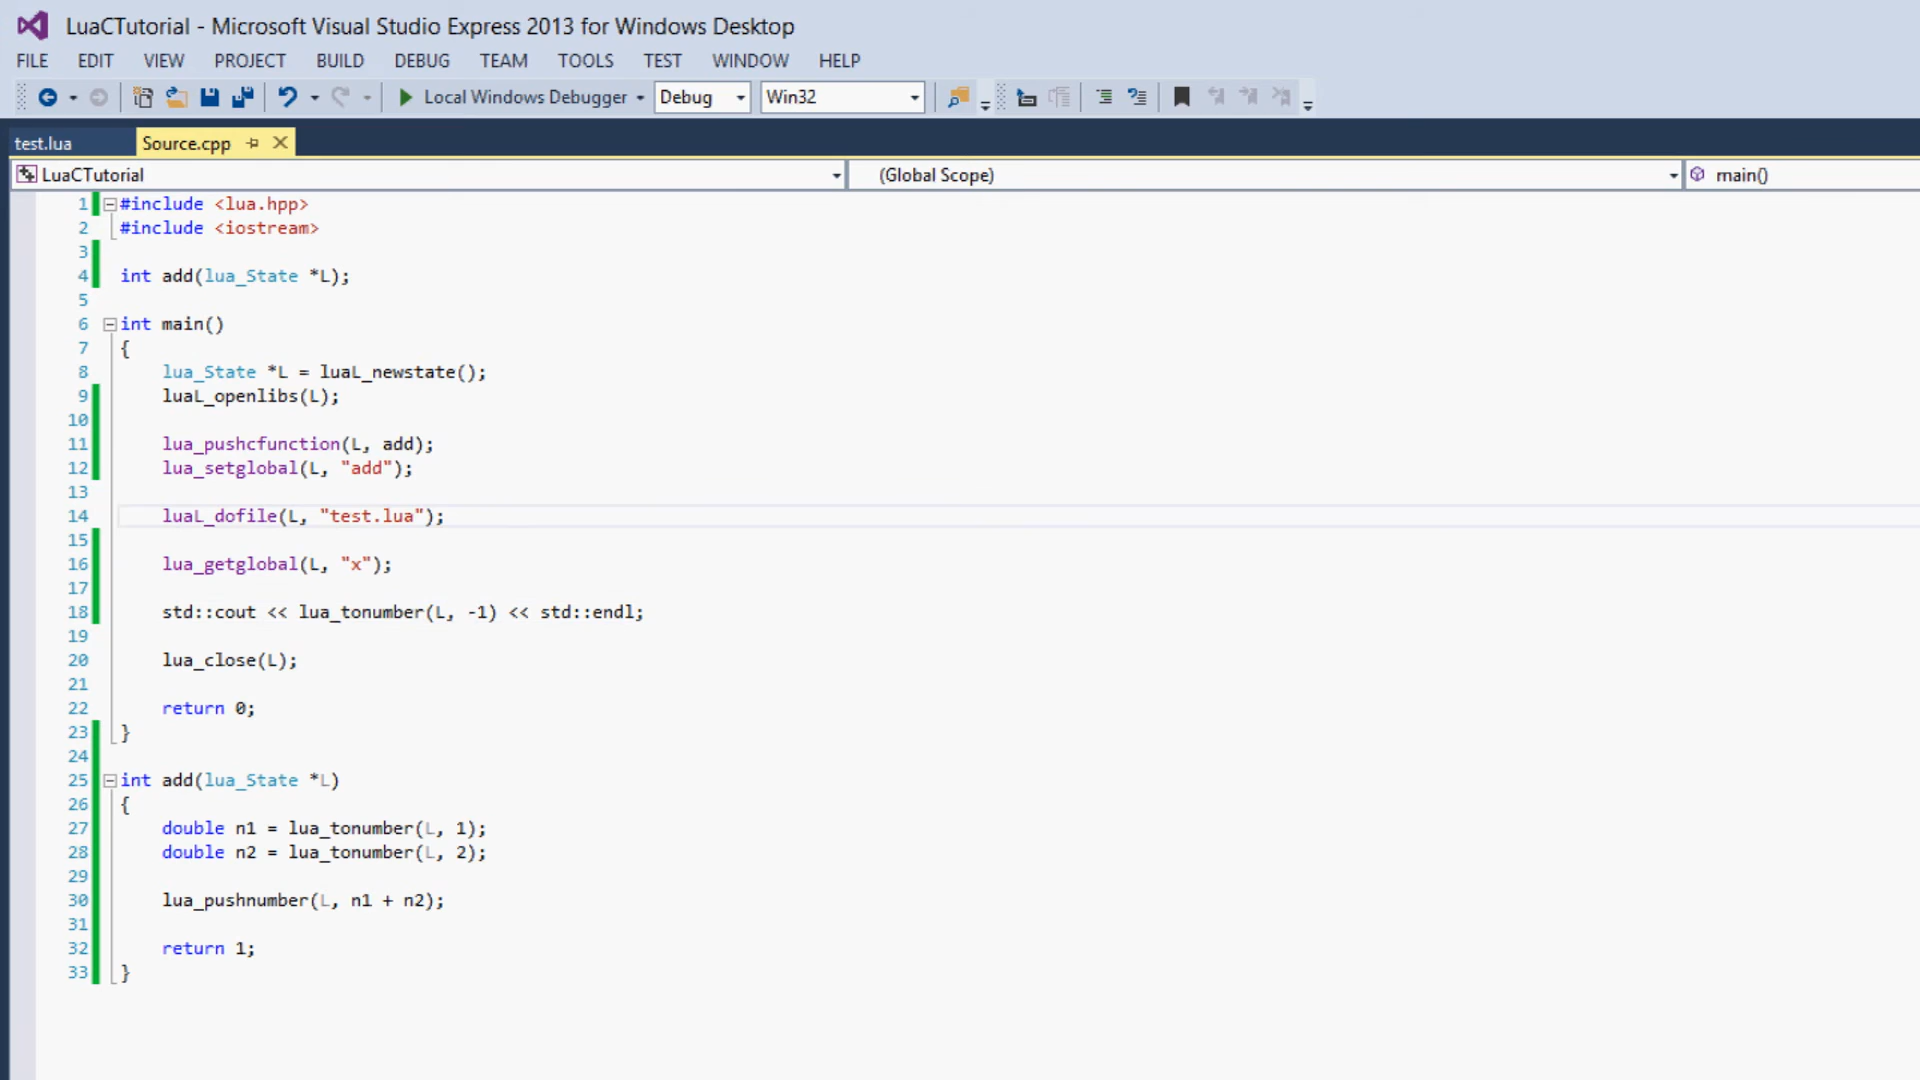 LuaCTutorial - Microsoft Visual Studio Express 2013 for Windows Desktop
FILE EDIT VIEW PROJECT BUILD DEBUG TEAM TOOLS TEST WINDOW HELP
Local Windows Debugger Debug Win32
test.lua Source.cpp
LuaCTutorial (Global Scope) main()
1 #include <lua.hpp>
2 #include <iostream>
3
4 int add(lua_State *L);
5
6 int main()
7 {
8 lua_State *L = luaL_newstate();
9 luaL_openlibs(L);
10
11 lua_pushcfunction(L, add);
12 lua_setglobal(L, "add");
13
14 luaL_dofile(L, "test.lua");
15
16 lua_getglobal(L, "x");
17
18 std::cout << lua_tonumber(L, -1) << std::endl;
19
20 lua_close(L);
21
22 return 0;
23 }
24
25 int add(lua_State *L)
26 {
27 double n1 = lua_tonumber(L, 1);
28 double n2 = lua_tonumber(L, 2);
29
30 lua_pushnumber(L, n1 + n2);
31
32 return 1;
33 }